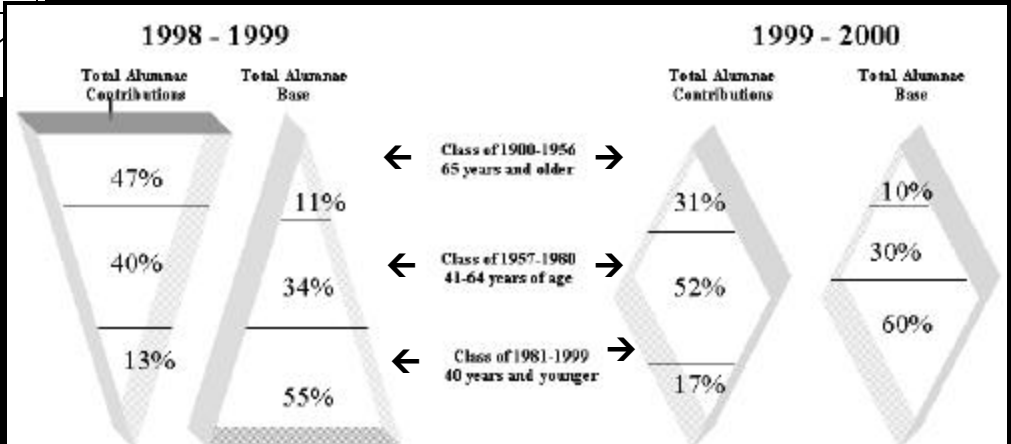 1998 - 1999
Total Alumnae
Contributions
Total Alumnae
Base
47%
40%
13%
11%
34%
55%
Class of 1900-1956
65 years and older
Class of 1957-1980
41-64 years of age
Class of 1981-1999
40 years and younger
1999 - 2000
Total Alumnae
Contributions
Total Alumnae
Base
31%
52%
17%
10%
30%
60%